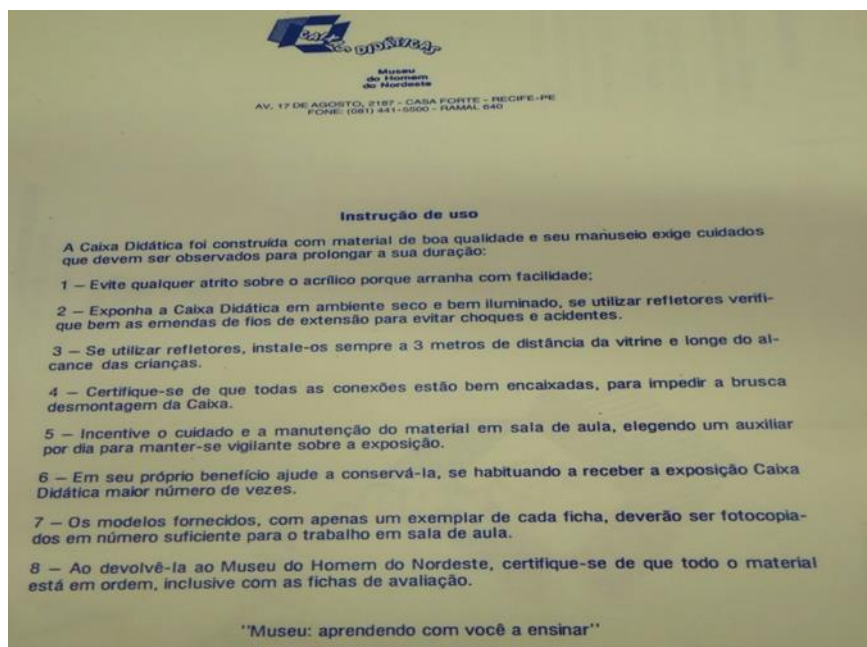 CAIXAS DIDÁTICAS
Museu
do Homem
do Nordeste
AV. 17 DE AGOSTO, 2187 - CASA FORTE - RECIFE-PE
FONE: (081) 441-5500 - RAMAL 640
Instrução de uso
A Caixa Didática foi construída com material de boa qualidade e seu manuseio exige cuidados
que devem ser observados para prolongar a sua duração:
1 — Evite qualquer atrito sobre o acrílico porque arranha com facilidade;
2 — Exponha a Caixa Didática em ambiente seco e bem iluminado, se utilizar refletores verifi-
que bem as emendas de fios de extensão para evitar choques e acidentes.
3 — Se utilizar refletores, instale-os sempre a 3 metros de distância da vitrine e longe do al-
cance das crianças.
4 — Certifique-se de que todas as conexões estão bem encaixadas, para impedir a brusca
desmontagem da Caixa.
5 — Incentive o cuidado e a manutenção do material em sala de aula, elegendo um auxiliar
por dia para manter-se vigilante sobre a exposição.
6 — Em seu próprio benefício ajude a conservá-la, se habituando a receber a exposição Caixa
Didática maior número de vezes.
7 — Os modelos fornecidos, com apenas um exemplar de cada ficha, deverão ser fotocopia-
dos em número suficiente para o trabalho em sala de aula.
8 — Ao devolvê-la ao Museu do Homem do Nordeste, certifique-se de que todo o material
está em ordem, inclusive com as fichas de avaliação.
''Museu: aprendendo com você a ensinar''